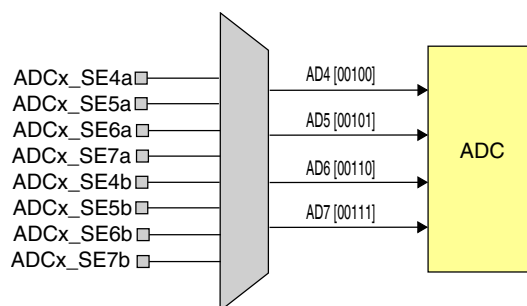 ADCx_SE4a
ADCx_SE5a
ADCx_SE6a
ADCx_SE7a
ADCx_SE4b
ADCx_SE5b
ADCx_SE6b
ADCx_SE7b
AD4 [00100]
AD5 [00101]
AD6 [00110]
AD7 [00111]
ADC